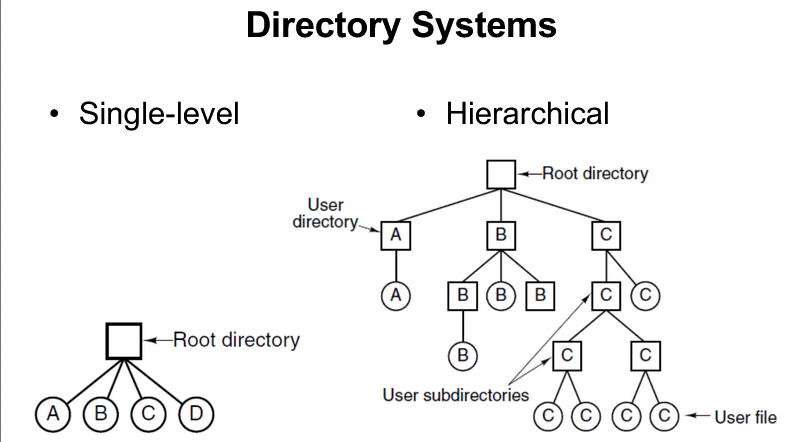 Directory Systems
• Single-level
• Hierarchical
Root directory
A B C D
Root directory
User
directory
A B C
A B B B C C
B C C
User subdirectories
C C C C
User file